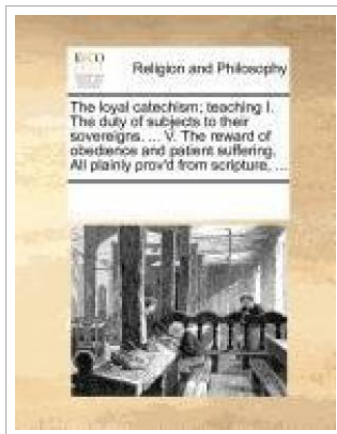 ECCO
Religion and Philosophy
The loyal catechism; teaching I.
The duty of subjects to their
sovereigns. ... V. The reward of
obedience and patient suffering.
All plainly prov'd from scripture, ...